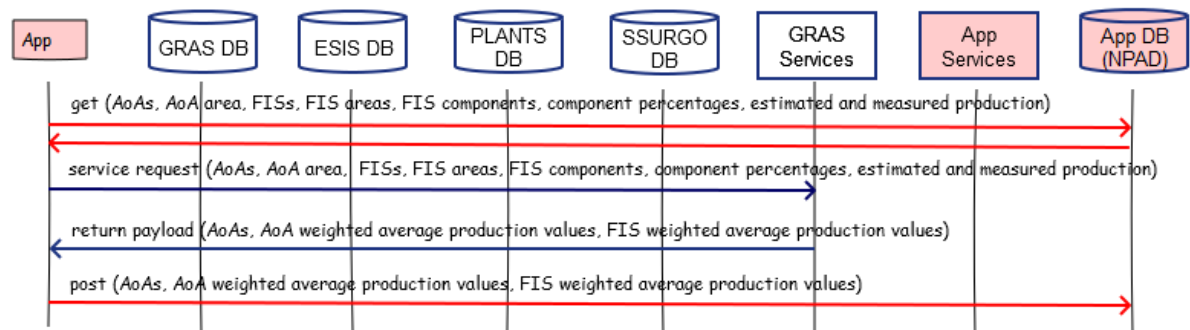 App
GRAS DB
ESIS DB
PLANTS
DB
SSURGO
DB
GRAS
Services
App
Services
App DB
(NPAD)
get (AoAs, AoA area, FISs, FIS areas, FIS components, component percentages, estimated and measured production)
service request (AoAs, AoA area,  FISs, FIS areas, FIS components, component percentages, estimated and measured production)
return payload (AoAs, AoA weighted average production values, FIS weighted average production values)
post (AoAs, AoA weighted average production values, FIS weighted average production values)